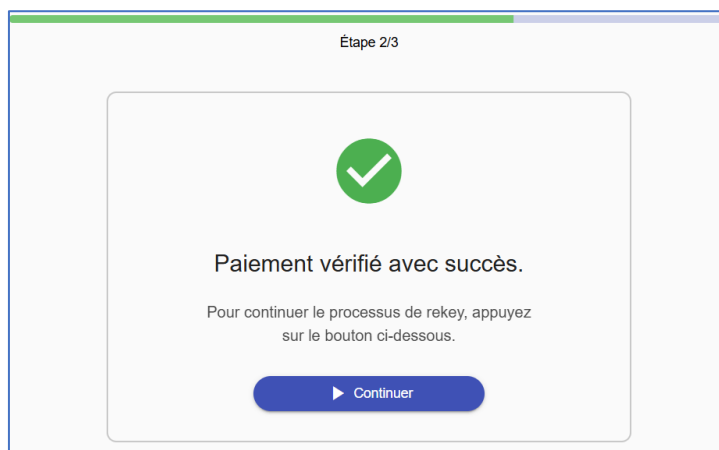 Étape 2/3
Paiement vérifié avec succès.
Pour continuer le processus de rekey, appuyez
sur le bouton ci-dessous.
Continuer